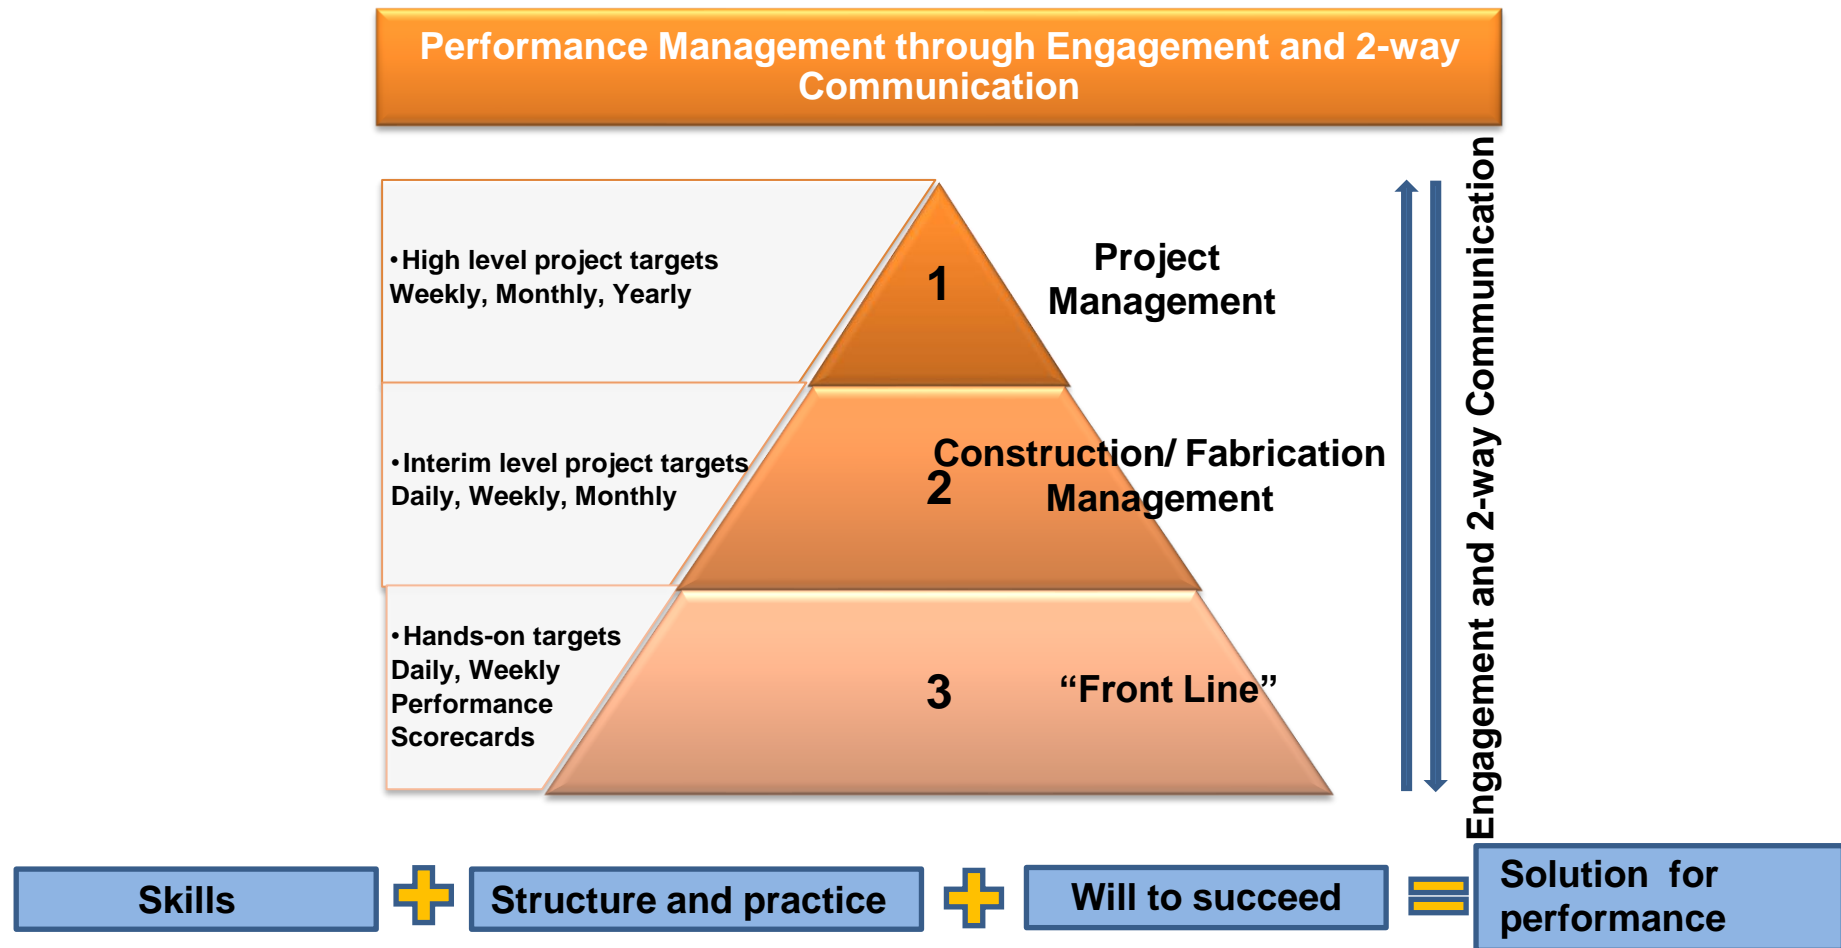 Performance Management through Engagement and 2-way
Communication
•High level project targets
Weekly, Monthly, Yearly
1
Project
Management
•Interim level project targets
Daily, Weekly, Monthly
2
Construction/ Fabrication
Management
•Hands-on targets
Daily, Weekly
Performance
Scorecards
3
“Front Line”
Engagement and 2-way Communication
Skills
Structure and practice
Will to succeed
Solution for
performance